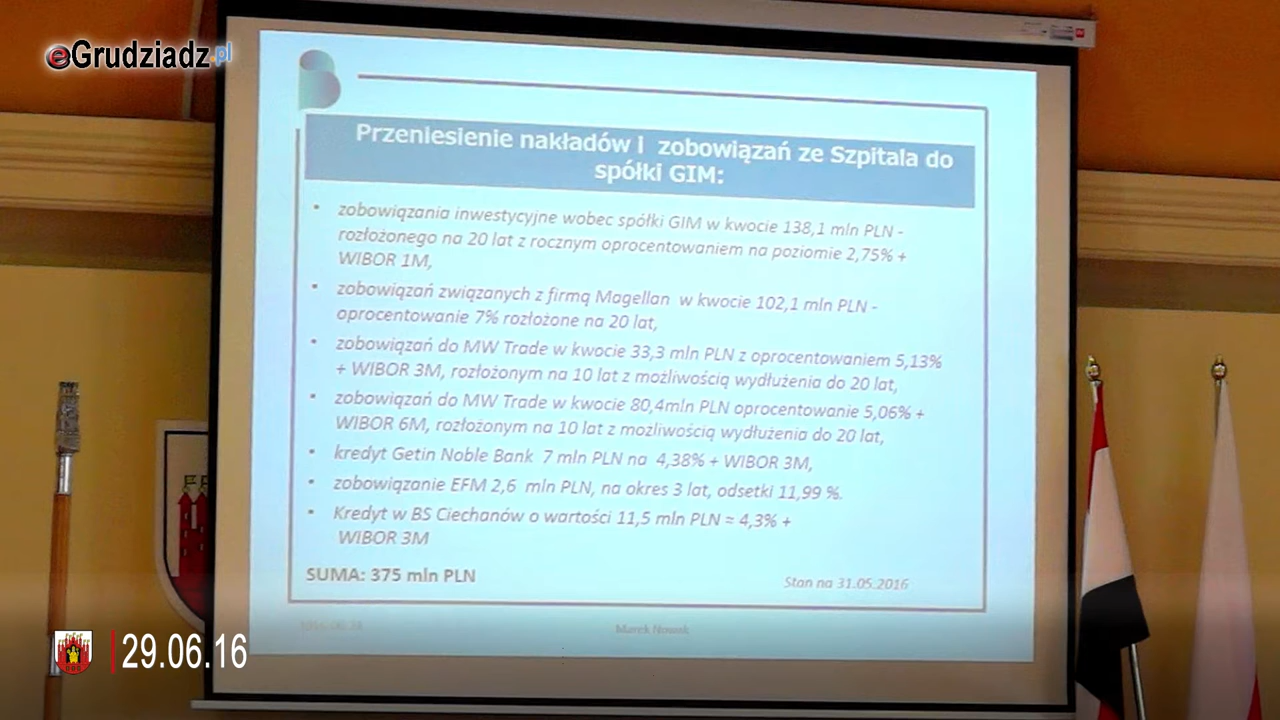 eGrudziadz.pl
Przeniesienie nakładów i zobowiązań ze Szpitala do
spółki GIM:
• zobowiązania inwestycyjne wobec spółki GIM w kwocie 138,1 mln PLN -
rozłożonego na 20 lat z rocznym oprocentowaniem na poziomie 2,75% +
WIBOR 1M,
• zobowiązań związanych z firmą Magellan w kwocie 102,1 mln PLN -
oprocentowanie 7% rozłożone na 20 lat,
• zobowiązań do MW Trade w kwocie 33,3 mln PLN z oprocentowaniem 5,13%
+ WIBOR 3M, rozłożonym na 10 lat z możliwością wydłużenia do 20 lat,
• zobowiązań do MW Trade w kwocie 80,4mln PLN oprocentowanie 5,06% +
WIBOR 6M, rozłożonym na 10 lat z mozliwością wydłużenia do 20 lat,
• kredyt Getin Noble Bank 7 mln PLN na 4,38% + WIBOR 3M,
• zobowiązanie EFM 2,6 mln PLN, na okres 3 lat, odsetki 11,99 %.
• Kredyt w BS Ciechanów o wartości 11,5 mln PLN ≈ 4,3% +
WIBOR 3M
SUMA: 375 mln PLN
Stan na 31.05.2016
Marek Nowak
29.06.16